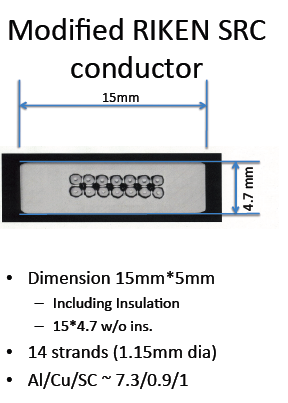 Modified RIKEN SRC
conductor
15mm
4.7 mm
• Dimension 15mm*5mm
– Including Insulation
– 15*4.7 w/o ins.
• 14 strands (1.15mm dia)
• Al/Cu/SC ~ 7.3/0.9/1